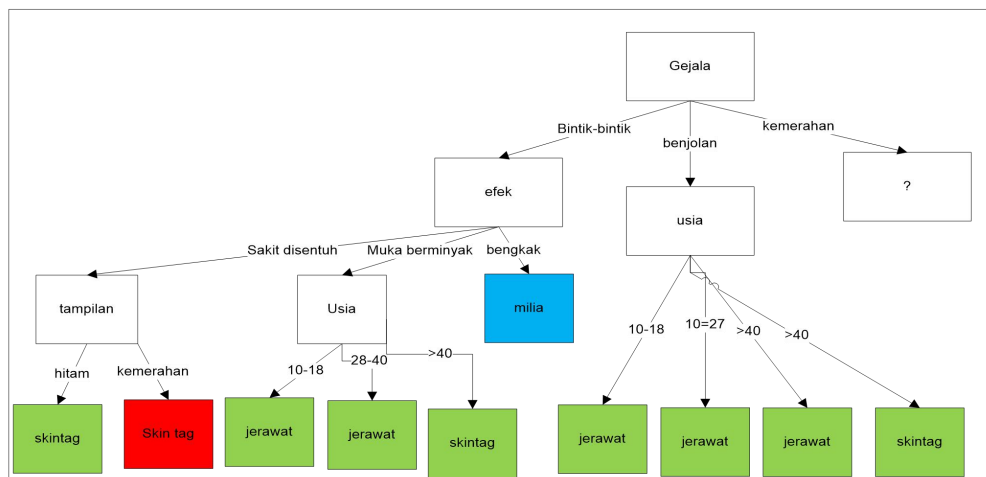 Gejala
Bintik-bintik
benjolan
kemerahan
efek
usia
?
Sakit disentuh
Muka berminyak
bengkak
tampilan
Usia
milia
hitam
kemerahan
10-18
28-40
>40
10-18
10=27
>40
>40
skintag
Skin tag
jerawat
jerawat
skintag
jerawat
jerawat
jerawat
skintag